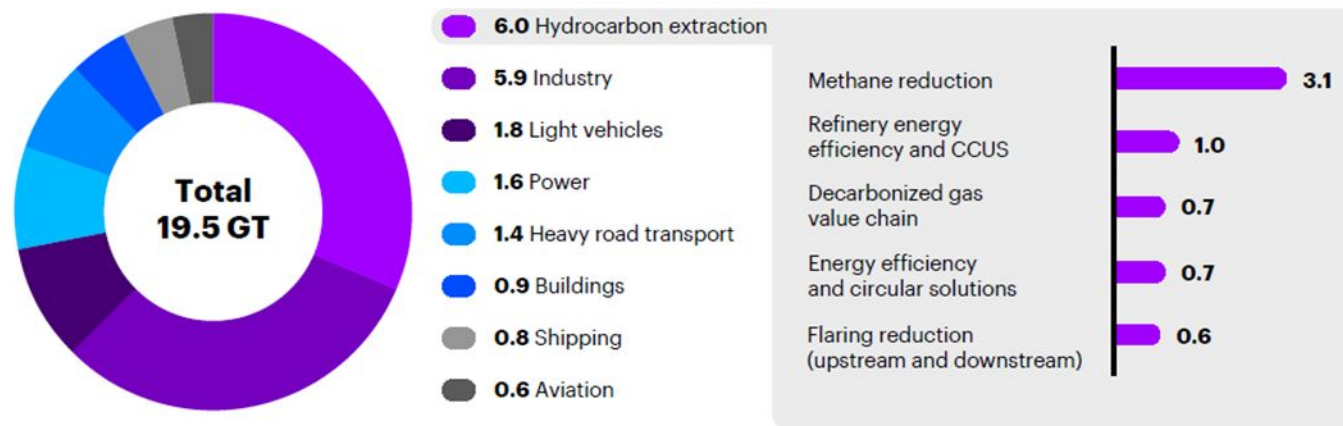 Total
19.5 GT
6.0 Hydrocarbon extraction
5.9 Industry
1.8 Light vehicles
1.6 Power
1.4 Heavy road transport
0.9 Buildings
0.8 Shipping
0.6 Aviation
Methane reduction 3.1
Refinery energy
efficiency and CCUS 1.0
Decarbonized gas
value chain 0.7
Energy efficiency
and circular solutions 0.7
Flaring reduction
(upstream and downstream) 0.6